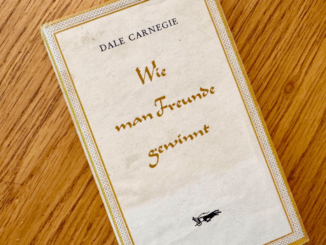 DALE CARNEGIE
Wie
man Freunde
gewinnt